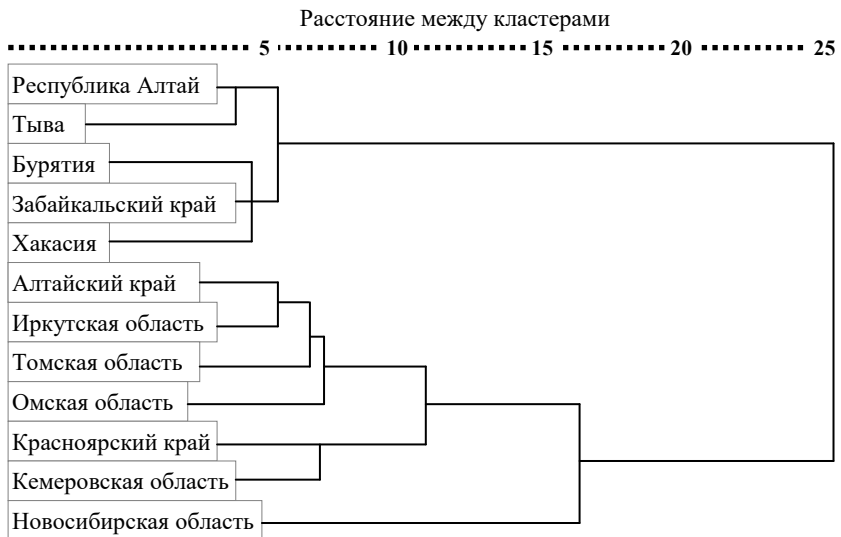 Расстояние между кластерами
5 10 15 20 25
Республика Алтай
Тыва
Бурятия
Забайкальский край
Хакасия
Алтайский край
Иркутская область
Томская область
Омская область
Красноярский край
Кемеровская область
Новосибирская область